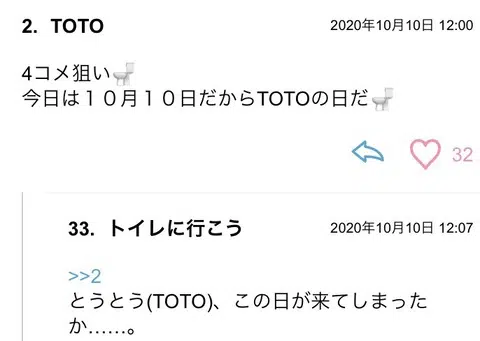 2. TOTO 2020年10月10日 12:00
4コメ狙い🚽
今日は１０月１０日だからTOTOの日だ🚽
32
33. トイレに行こう 2020年10月10日 12:07
>>2
とうとう(TOTO)、この日が来てしまった
か……。